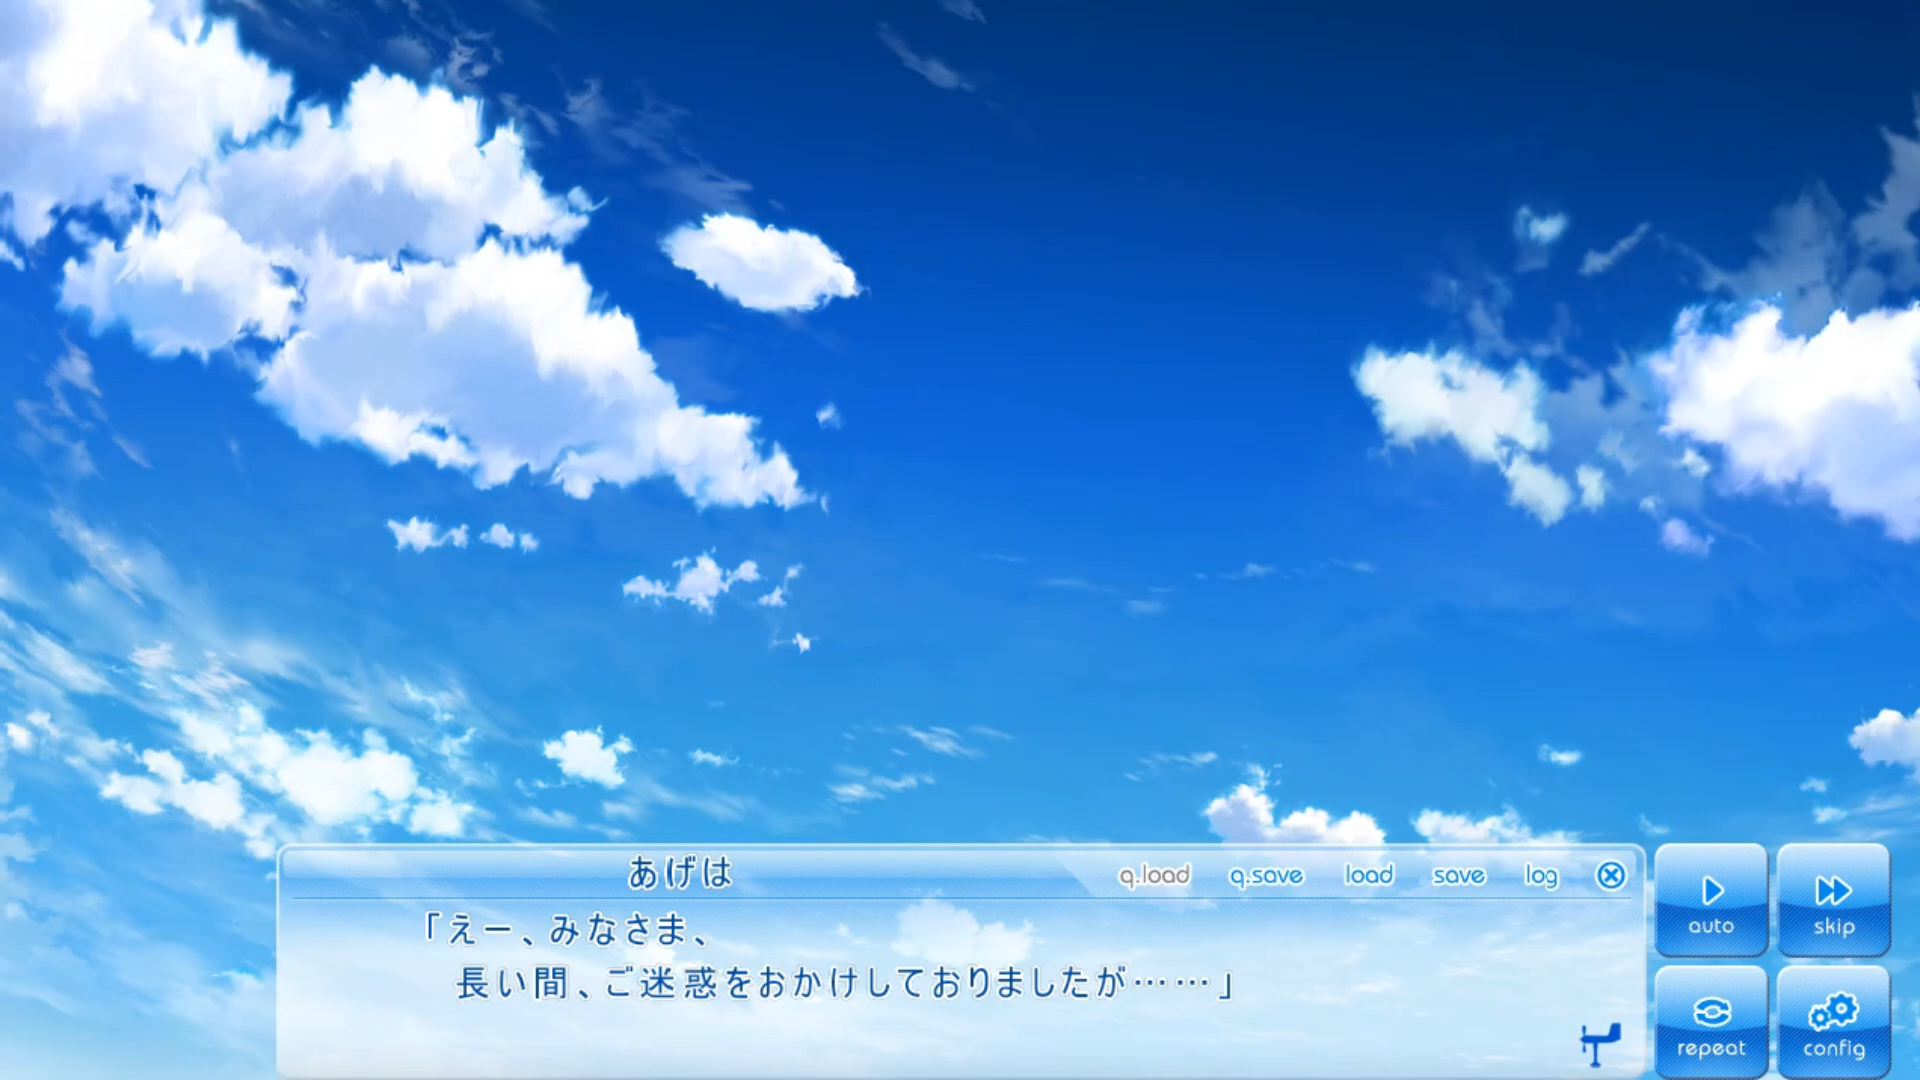 あげは
q.load q.save load save log
「えー、みなさま、
長い間、ご迷惑をおかけしておりましたが……」
auto skip
repeat config